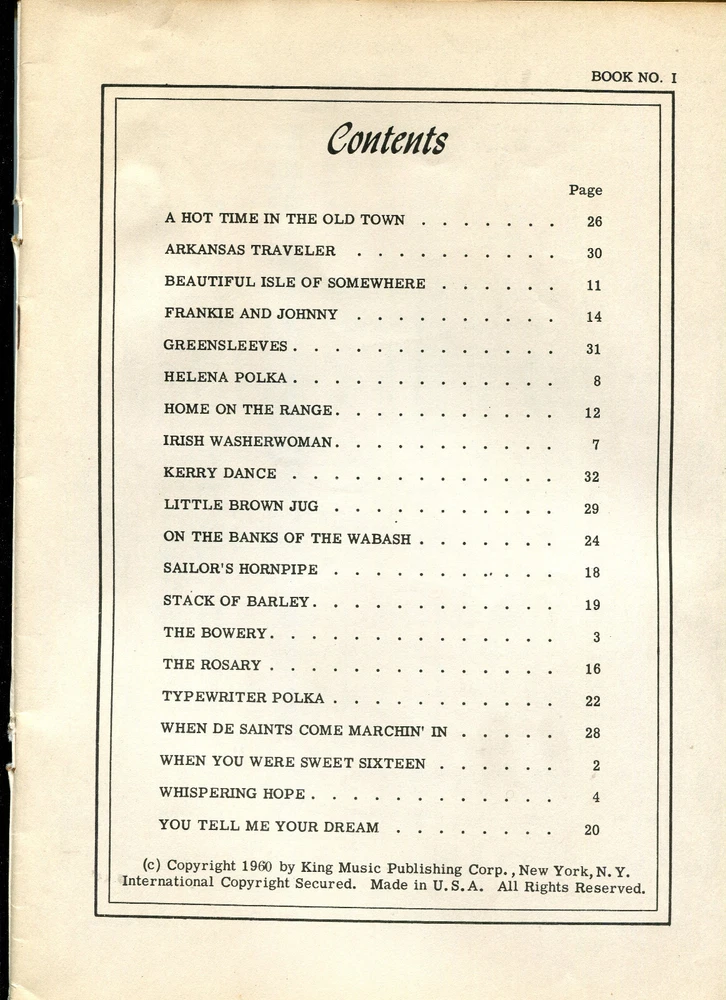 BOOK NO. I
Contents
Page
A HOT TIME IN THE OLD TOWN . . . . . . . 26
ARKANSAS TRAVELER . . . . . . . . . . 30
BEAUTIFUL ISLE OF SOMEWHERE . . . . . . 11
FRANKIE AND JOHNNY . . . . . . . . . . 14
GREENSLEEVES . . . . . . . . . . . . . 31
HELENA POLKA . . . . . . . . . . . . . 8
HOME ON THE RANGE . . . . . . . . . . . 12
IRISH WASHERWOMAN . . . . . . . . . . . 7
KERRY DANCE . . . . . . . . . . . . 32
LITTLE BROWN JUG . . . . . . . . . . . 29
ON THE BANKS OF THE WABASH . . . . . . . 24
SAILOR'S HORNPIPE . . . . . . . . . . . 18
STACK OF BARLEY . . . . . . . . . . . . 19
THE BOWERY . . . . . . . . . . . . . . 3
THE ROSARY . . . . . . . . . . . . . . 16
TYPEWRITER POLKA . . . . . . . . . . . 22
WHEN DE SAINTS COME MARCHIN' IN . . . . . 28
WHEN YOU WERE SWEET SIXTEEN . . . . . . 2
WHISPERING HOPE . . . . . . . . . . . . 4
YOU TELL ME YOUR DREAM . . . . . . . . 20
(c) Copyright 1960 by King Music Publishing Corp., New York, N. Y.
International Copyright Secured. Made in U. S. A. All Rights Reserved.